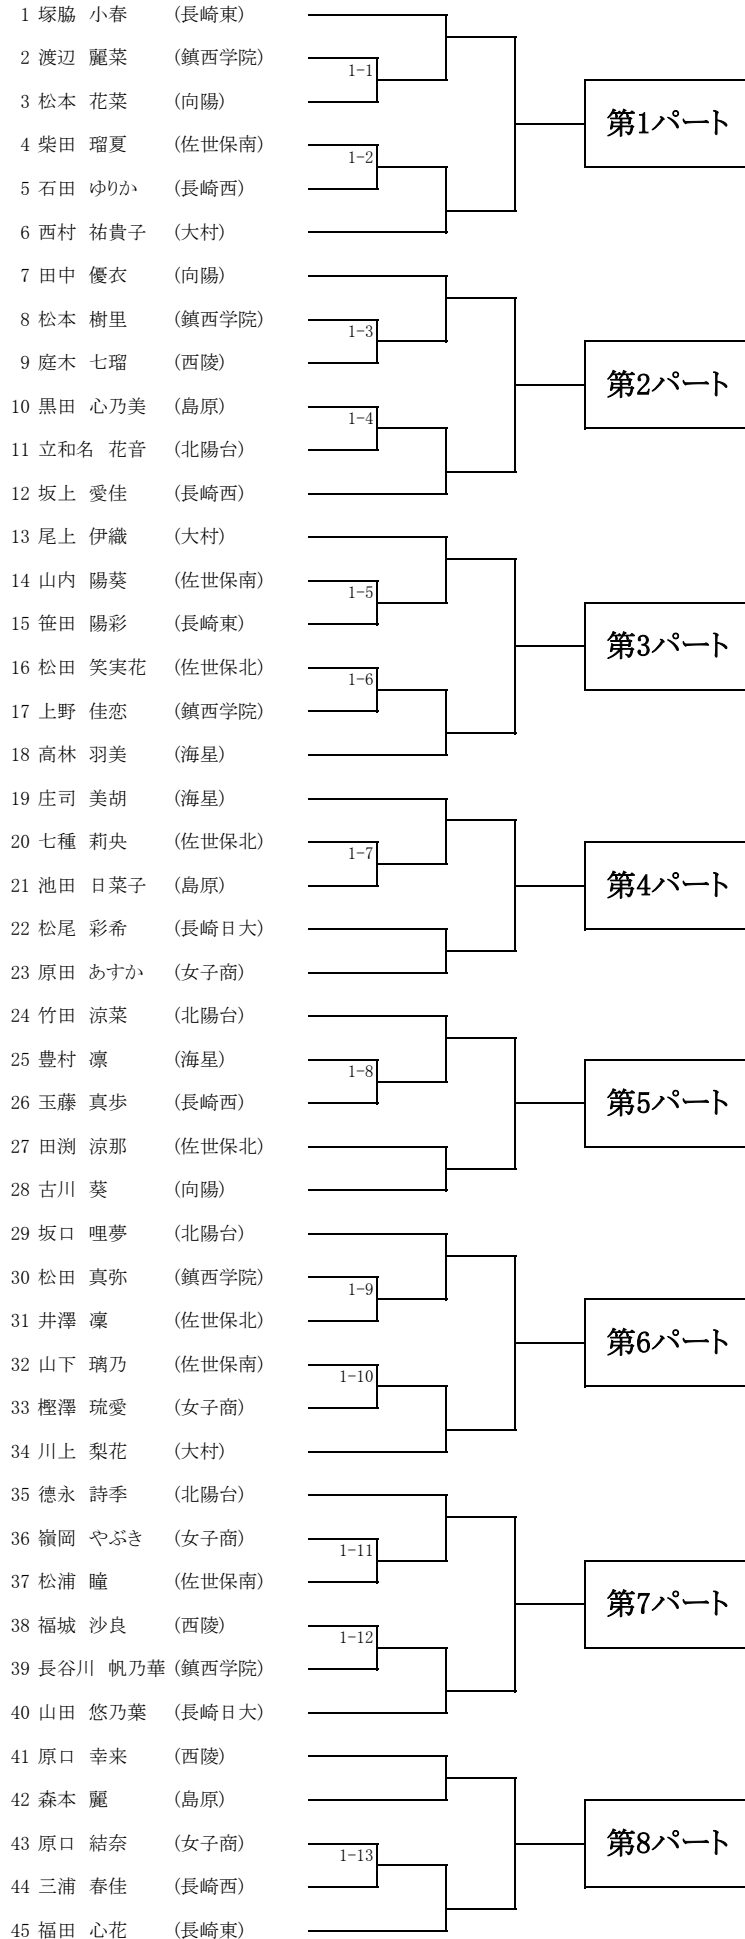 1 塚脇 小春 (長崎東)
2 渡辺 麗菜 (鎮西学院)
1-1
3 松本 花菜 (向陽)
第1パート
4 柴田 瑠夏 (佐世保南)
1-2
5 石田 ゆりか (長崎西)
6 西村 祐貴子 (大村)
7 田中 優衣 (向陽)
8 松本 樹里 (鎮西学院)
1-3
9 庭木 七瑠 (西陵)
第2パート
10 黒田 心乃美 (島原)
1-4
11 立和名 花音 (北陽台)
12 坂上 愛佳 (長崎西)
13 尾上 伊織 (大村)
14 山内 陽葵 (佐世保南)
1-5
15 笹田 陽彩 (長崎東)
第3パート
16 松田 笑実花 (佐世保北)
1-6
17 上野 佳恋 (鎮西学院)
18 高林 羽美 (海星)
19 庄司 美胡 (海星)
20 七種 莉央 (佐世保北)
1-7
21 池田 日菜子 (島原)
第4パート
22 松尾 彩希 (長崎日大)
23 原田 あすか (女子商)
24 竹田 涼菜 (北陽台)
25 豊村 凛 (海星)
1-8
26 玉藤 真歩 (長崎西)
第5パート
27 田渕 涼那 (佐世保北)
28 古川 葵 (向陽)
29 坂口 哩夢 (北陽台)
30 松田 真弥 (鎮西学院)
1-9
31 井澤 凜 (佐世保北)
第6パート
32 山下 璃乃 (佐世保南)
1-10
33 樫澤 琉愛 (女子商)
34 川上 梨花 (大村)
35 德永 詩季 (北陽台)
36 嶺岡 やぶき (女子商)
1-11
37 松浦 瞳 (佐世保南)
第7パート
38 福城 沙良 (西陵)
1-12
39 長谷川 帆乃華 (鎮西学院)
40 山田 悠乃葉 (長崎日大)
41 原口 幸来 (西陵)
42 森本 麗 (島原)
43 原口 結奈 (女子商)
第8パート
1-13
44 三浦 春佳 (長崎西)
45 福田 心花 (長崎東)